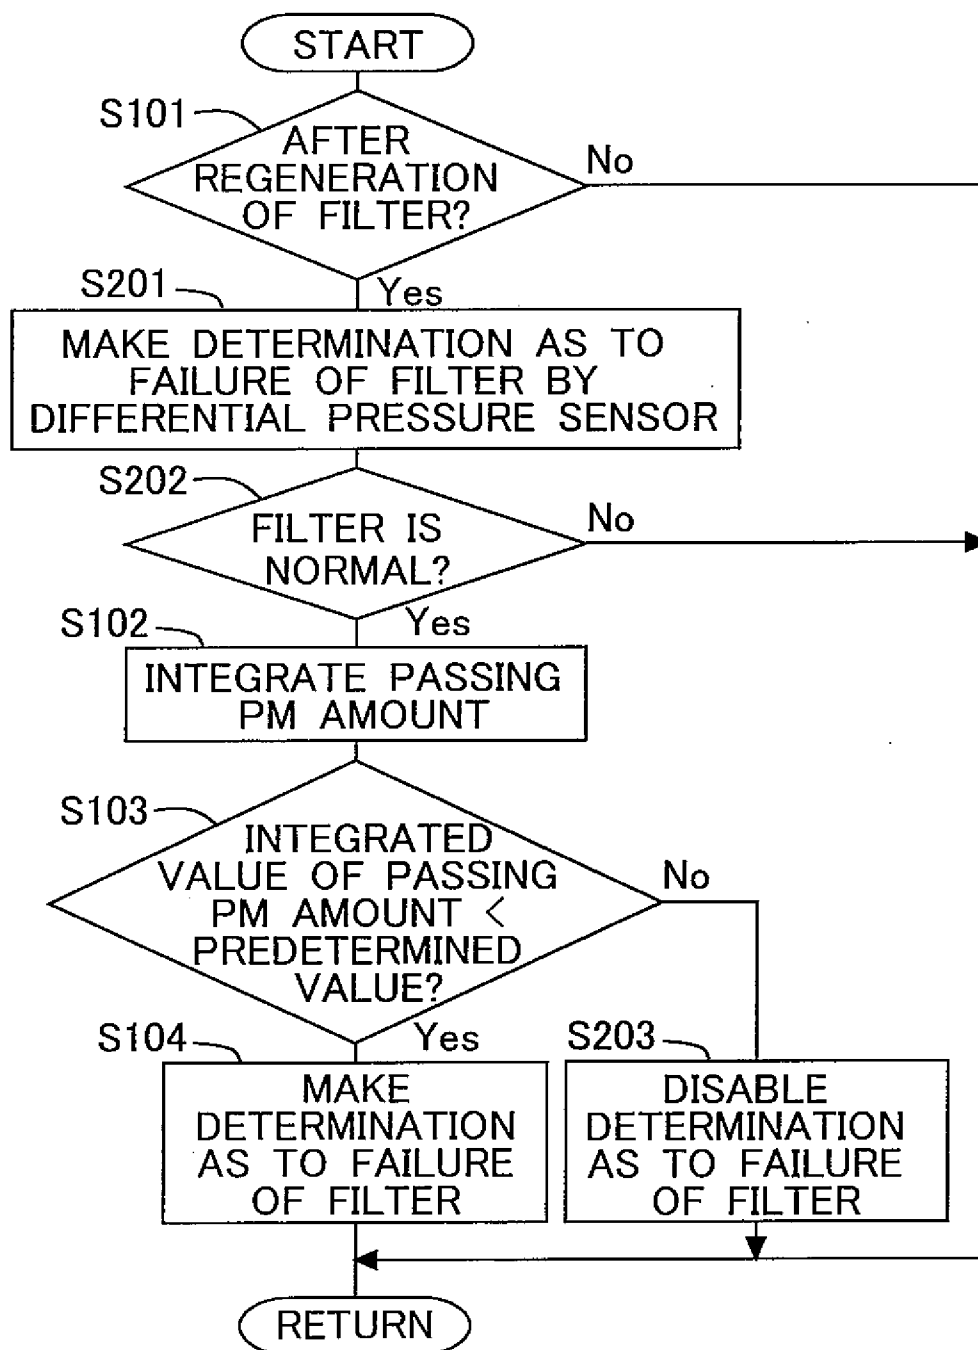 START
S101
AFTER
REGENERATION
OF FILTER?
No
S201
Yes
MAKE DETERMINATION AS TO
FAILURE OF FILTER BY
DIFFERENTIAL PRESSURE SENSOR
S202
FILTER IS
NORMAL?
No
Yes
S102
INTEGRATE PASSING
PM AMOUNT
S103
INTEGRATED
VALUE OF PASSING
PM AMOUNT <
PREDETERMINED
VALUE?
No
Yes
S104
MAKE
DETERMINATION
AS TO FAILURE
OF FILTER
S203
DISABLE
DETERMINATION
AS TO FAILURE
OF FILTER
RETURN